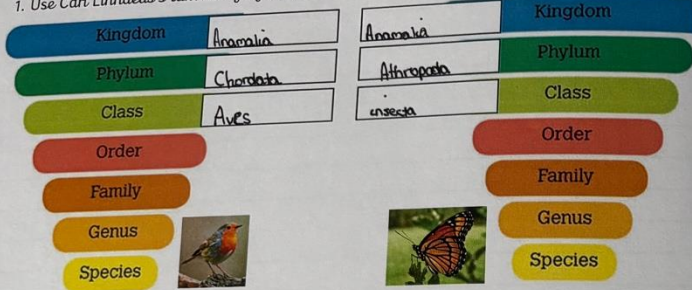 1. Use Carl Linnaeus's
Kingdom Anamalia
Phylum Chordata
Class Aves
Order
Family
Genus
Species
Anamalia Kingdom
Athropoda Phylum
insecta Class
Order
Family
Genus
Species